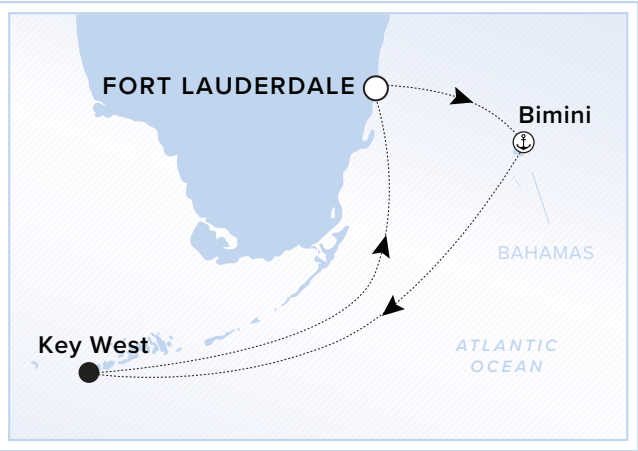 FORT LAUDERDALE
Bimini
BAHAMAS
Key West
ATLANTIC
OCEAN